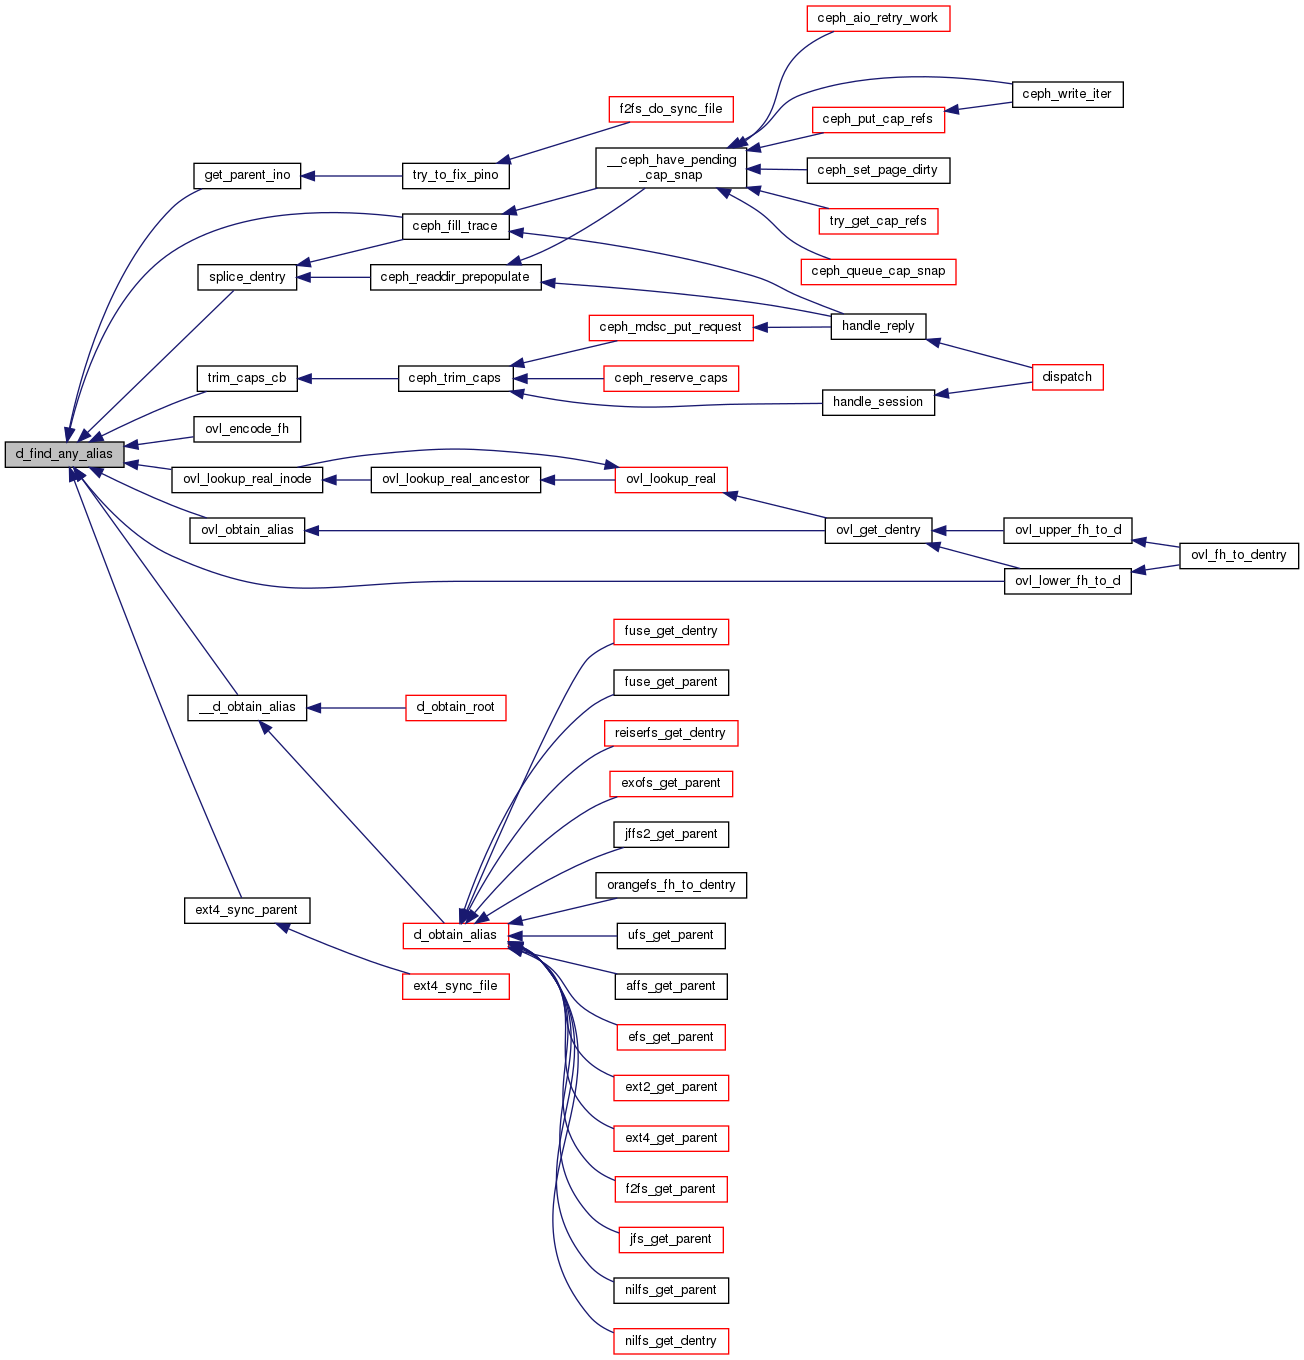 ceph_aio_retry_work
ceph_write_iter
f2fs_do_sync_file
ceph_put_cap_refs
__ceph_have_pending
_cap_snap
get_parent_ino
try_to_fix_pino
ceph_set_page_dirty
ceph_fill_trace
try_get_cap_refs
splice_dentry
ceph_readdir_prepopulate
ceph_queue_cap_snap
ceph_mdsc_put_request
handle_reply
trim_caps_cb
ceph_trim_caps
ceph_reserve_caps
dispatch
handle_session
ovl_encode_fh
d_find_any_alias
ovl_lookup_real_inode
ovl_lookup_real_ancestor
ovl_lookup_real
ovl_obtain_alias
ovl_get_dentry
ovl_upper_fh_to_d
ovl_fh_to_dentry
ovl_lower_fh_to_d
fuse_get_dentry
fuse_get_parent
__d_obtain_alias
d_obtain_root
reiserfs_get_dentry
exofs_get_parent
jffs2_get_parent
orangefs_fh_to_dentry
ext4_sync_parent
d_obtain_alias
ufs_get_parent
ext4_sync_file
affs_get_parent
efs_get_parent
ext2_get_parent
ext4_get_parent
f2fs_get_parent
jfs_get_parent
nilfs_get_parent
nilfs_get_dentry